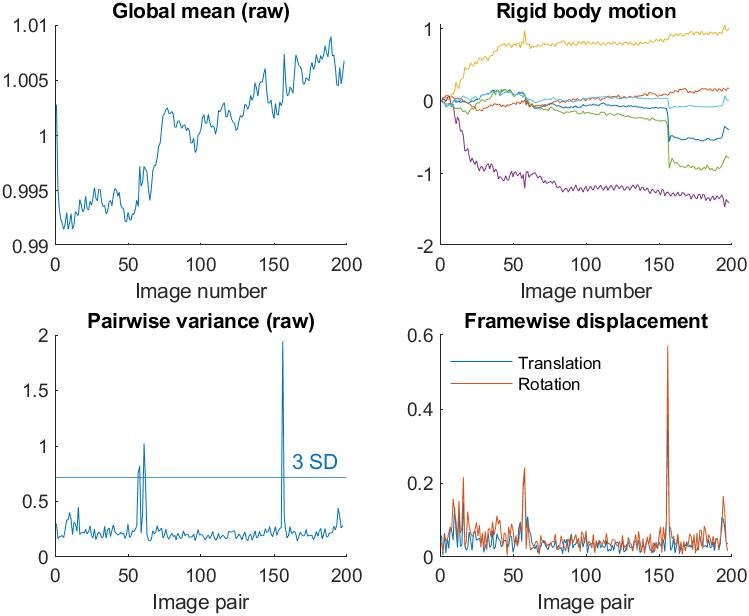 Global mean (raw)
1.01
1.005
1
0.995
0.99
0 50 100 150 200
Image number
Rigid body motion
1
0
-1
-2
0 50 100 150 200
Image number
Pairwise variance (raw)
2
1.5
1
0.5
0
3 SD
0 50 100 150 200
Image pair
Framewise displacement
0.6
0.4
0.2
0
Translation
Rotation
0 50 100 150 200
Image pair